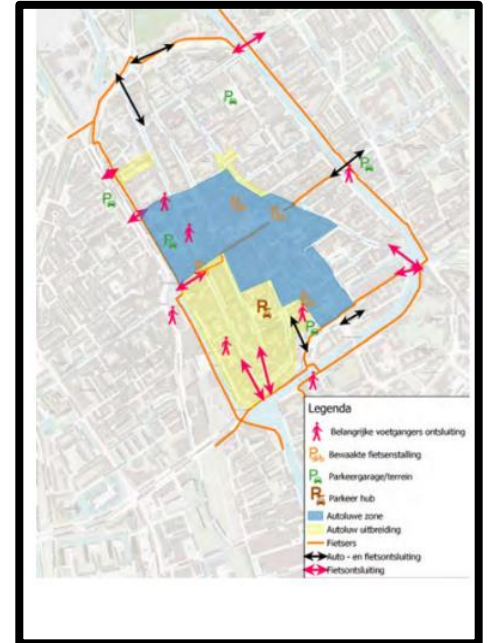 Legenda
Belangrijke voetgangers ontsluiting
Bewaakte fietsenstalling
Parkeergarage/terrein
Parkeer hub
Autoluwe zone
Autoluw uitbreiding
Fietsers
Auto - en fietsontsluiting
Fietsontsluiting